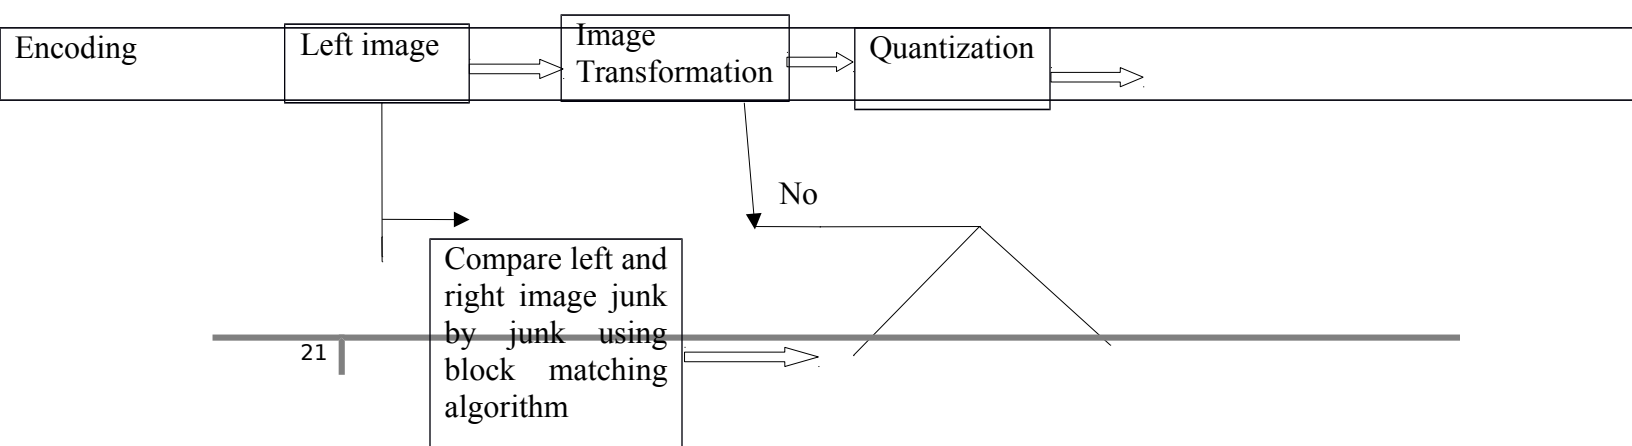 Encoding
Left image
Image
Transformation
Quantization
No
Compare left and
right image junk
by junk using
block matching
algorithm
21